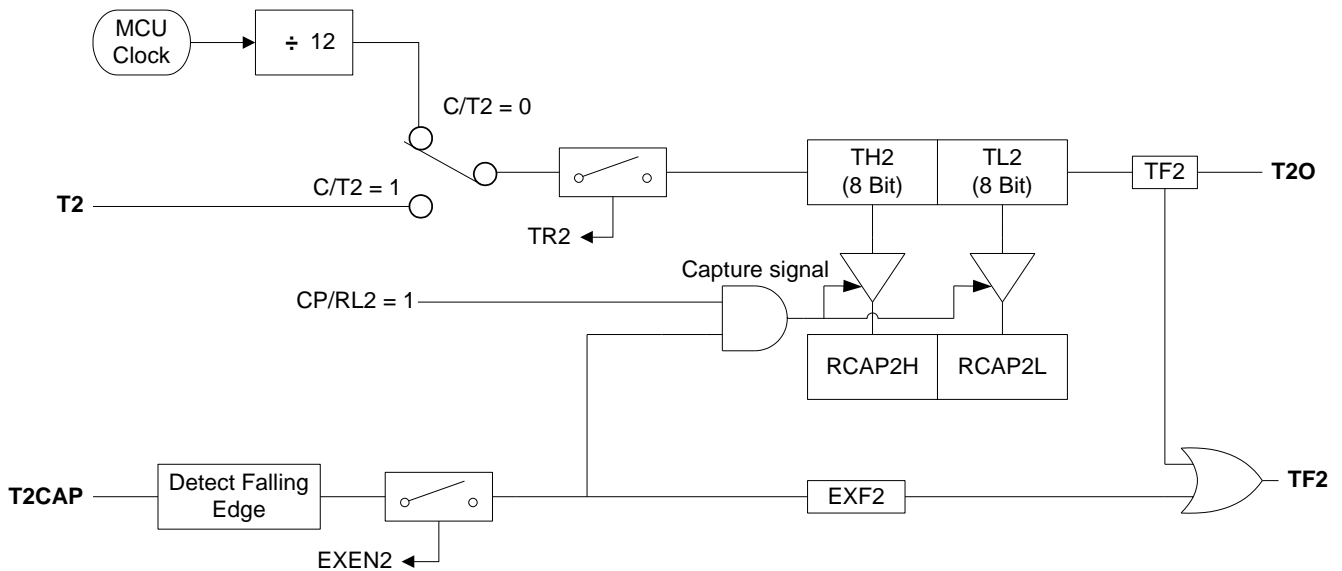 MCU
Clock
÷ 12
C/T2 = 0
C/T2 = 1
T2
TR2
TH2
(8 Bit)
TL2
(8 Bit)
TF2
T2O
Capture signal
CP/RL2 = 1
RCAP2H
RCAP2L
T2CAP
Detect Falling
Edge
EXEN2
EXF2
TF2